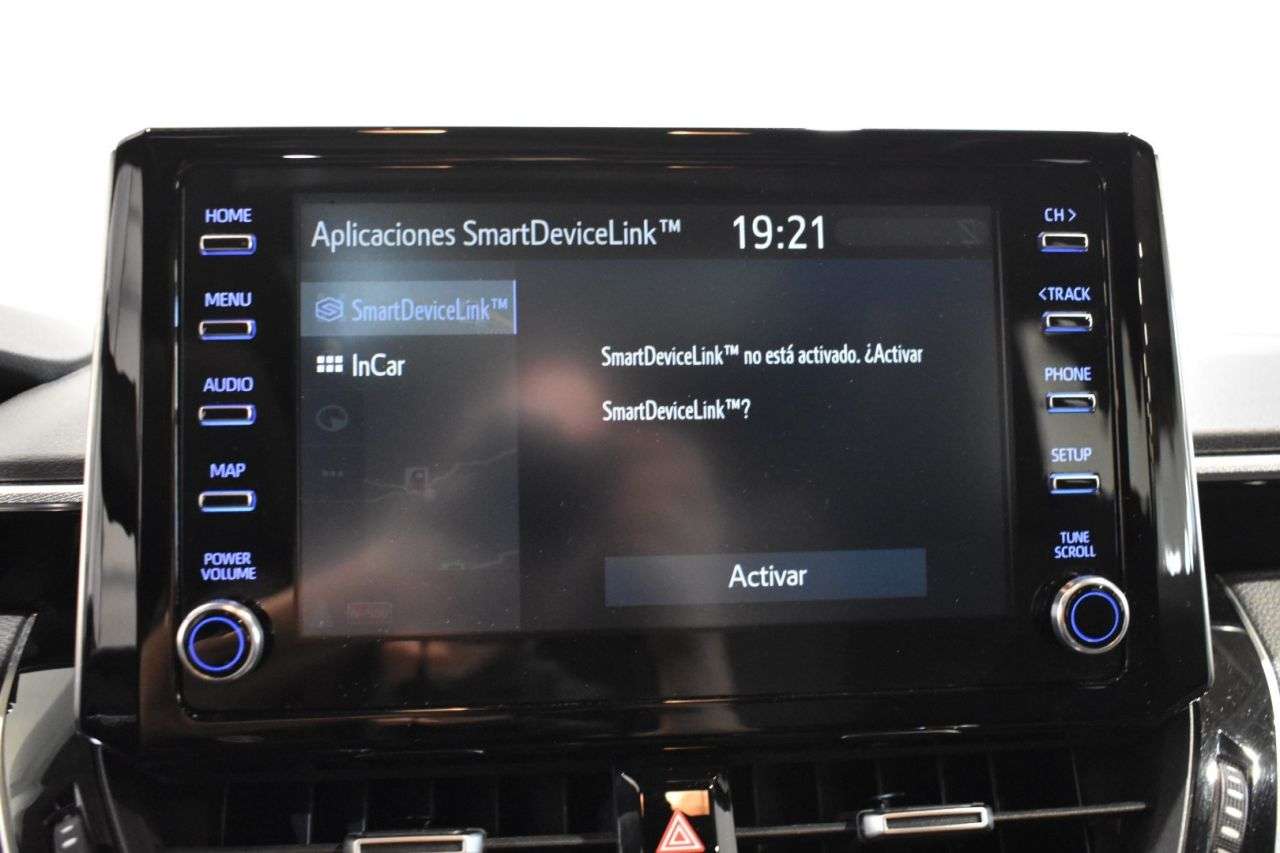 HOME
MENU
AUDIO
MAP
POWER
VOLUME
Aplicaciones SmartDeviceLink™ 19:21
SmartDeviceLink™
InCar
SmartDeviceLink™ no está activado. ¿Activar
SmartDeviceLink™?
Activar
CH>
<TRACK
PHONE
SETUP
TUNE
SCROLL